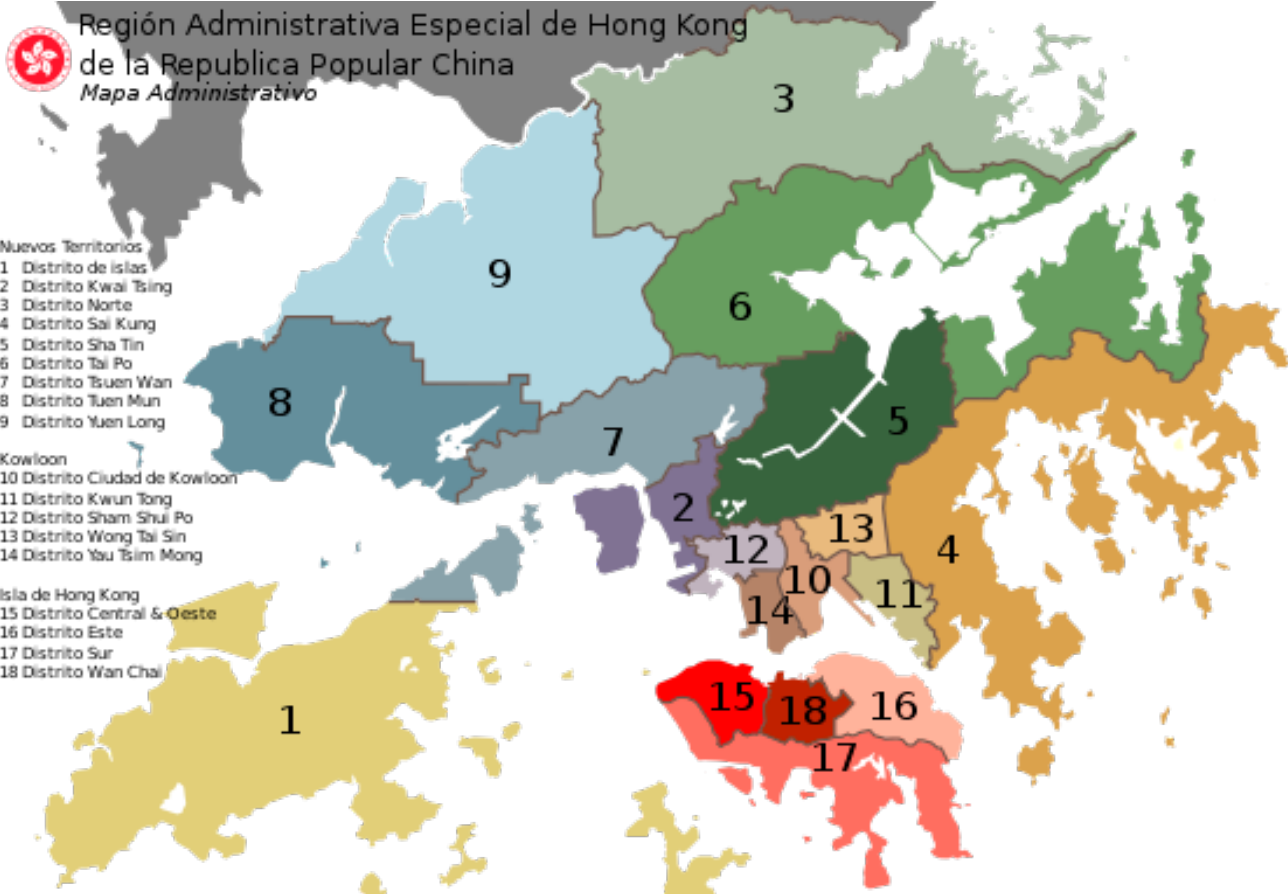 Región Administrativa Especial de Hong Kong
de la Republica Popular China
Mapa Administrativo
Nuevos Territorios
1 Distrito de islas
2 Distrito Kwai Tsing
3 Distrito Norte
4 Distrito Sai Kung
5 Distrito Sha Tin
6 Distrito Tai Po
7 Distrito Tsuen Wan
8 Distrito Tuen Mun
9 Distrito Yuen Long
Kowloon
10 Distrito Ciudad de Kowloon
11 Distrito Kwun Tong
12 Distrito Sham Shui Po
13 Distrito Wong Tai Sin
14 Distrito Yau Tsim Mong
Isla de Hong Kong
15 Distrito Central & Oeste
16 Distrito Este
17 Distrito Sur
18 Distrito Wan Chai
3
9
6
8
5
7
2
13
12
4
10
11
14
15
18
16
1
17